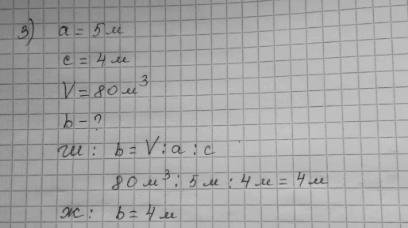 3) a = 5 м
c = 4 м
V = 80 м³
b - ?
ш: b = V : a : c
80 м³ : 5 м : 4 м = 4 м
ж: b = 4 м